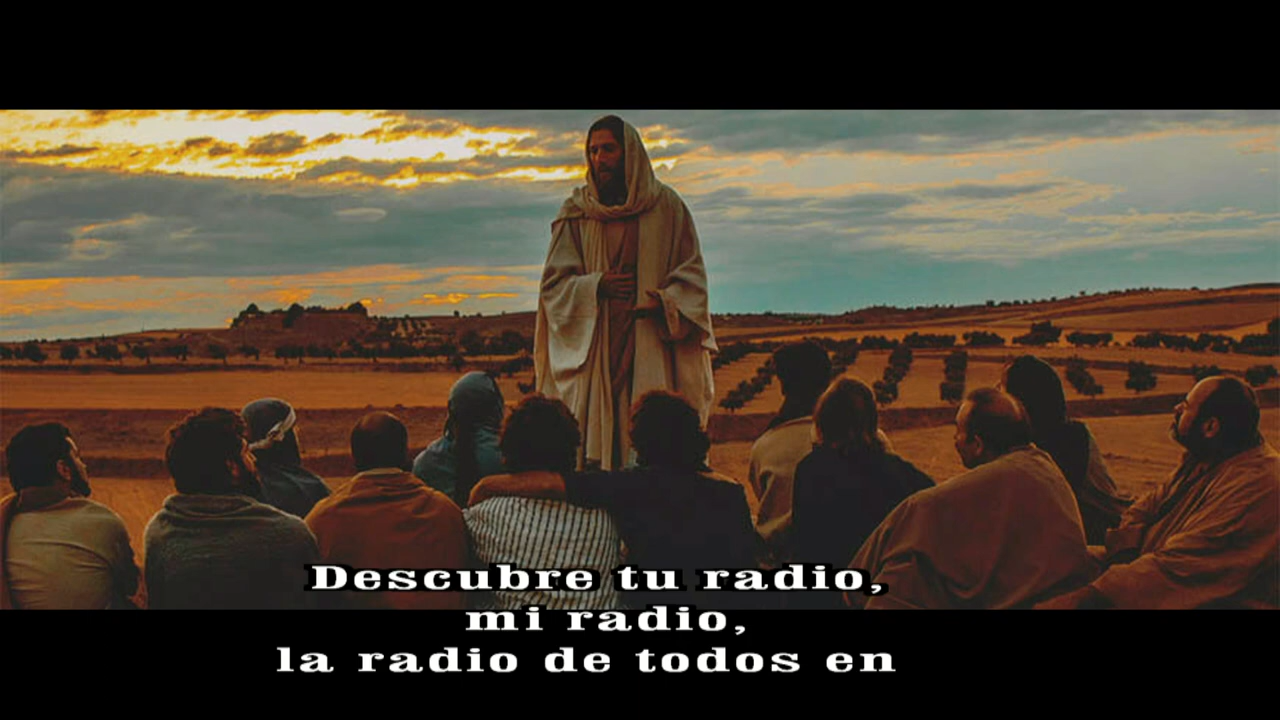 Descubre tu radio,
mi radio,
la radio de todos en